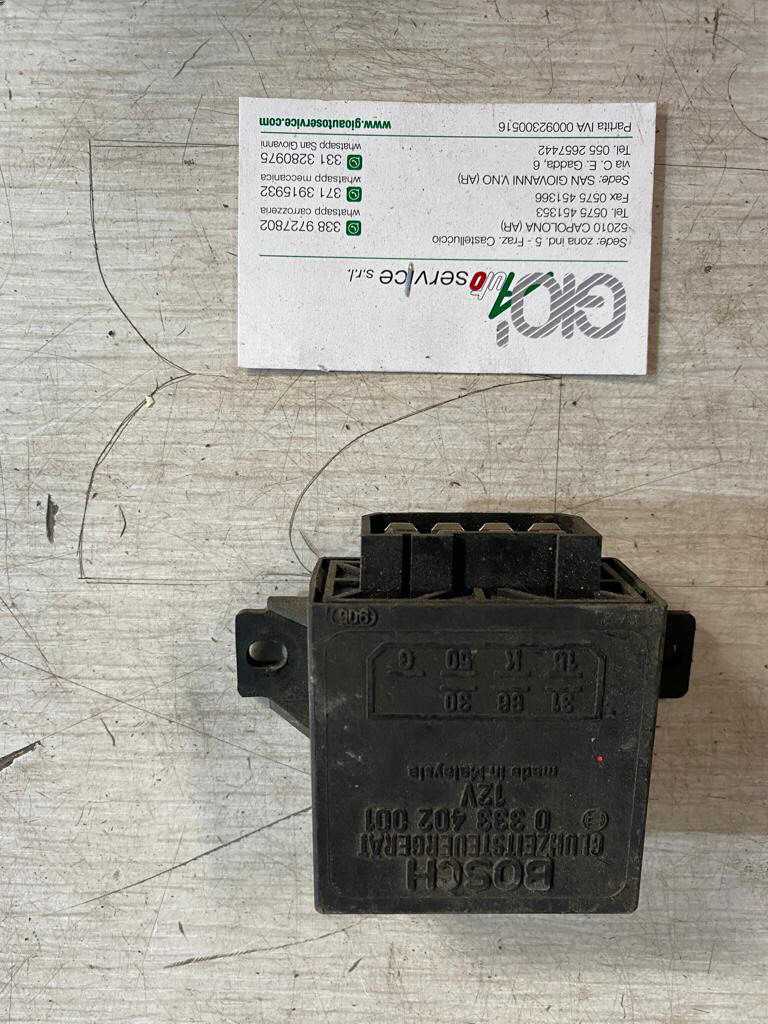 GIOI
Autoservice s.r.l.
Sede: zona ind. 5 - Fraz. Castelluccio
52010 CAPOLONA (AR)
Tel. 0575 451353
Fax 0575 451366
Sede: SAN GIOVANNI V.NO (AR)
via C. E. Gadda, 6
Tel. 055 2657442
338 9727802
whatsapp carrozzeria
371 3915932
whatsapp meccanica
331 3280975
whatsapp San Giovanni
Partita IVA 00092300516
www.gioautoservice.com
BOSCH
GLUHZEITSTEUERGERÄT
0 333 402 001
12V
made in Malaysia
31 86 30
15 K 50 G